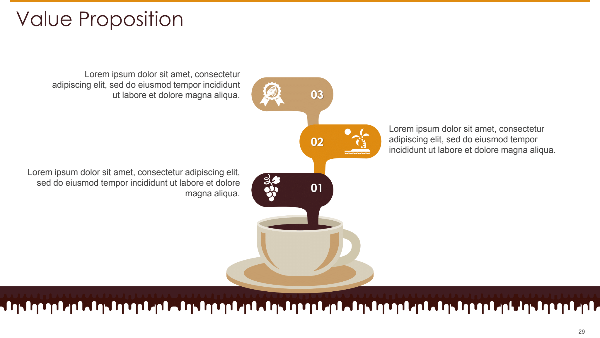 Value Proposition
Lorem ipsum dolor sit amet, consectetur
adipiscing elit, sed do eiusmod tempor incididunt
ut labore et dolore magna aliqua.
03
02
Lorem ipsum dolor sit amet, consectetur
adipiscing elit, sed do eiusmod tempor
incididunt ut labore et dolore magna aliqua.
Lorem ipsum dolor sit amet, consectetur adipiscing elit,
sed do eiusmod tempor incididunt ut labore et dolore
magna aliqua.
01
29